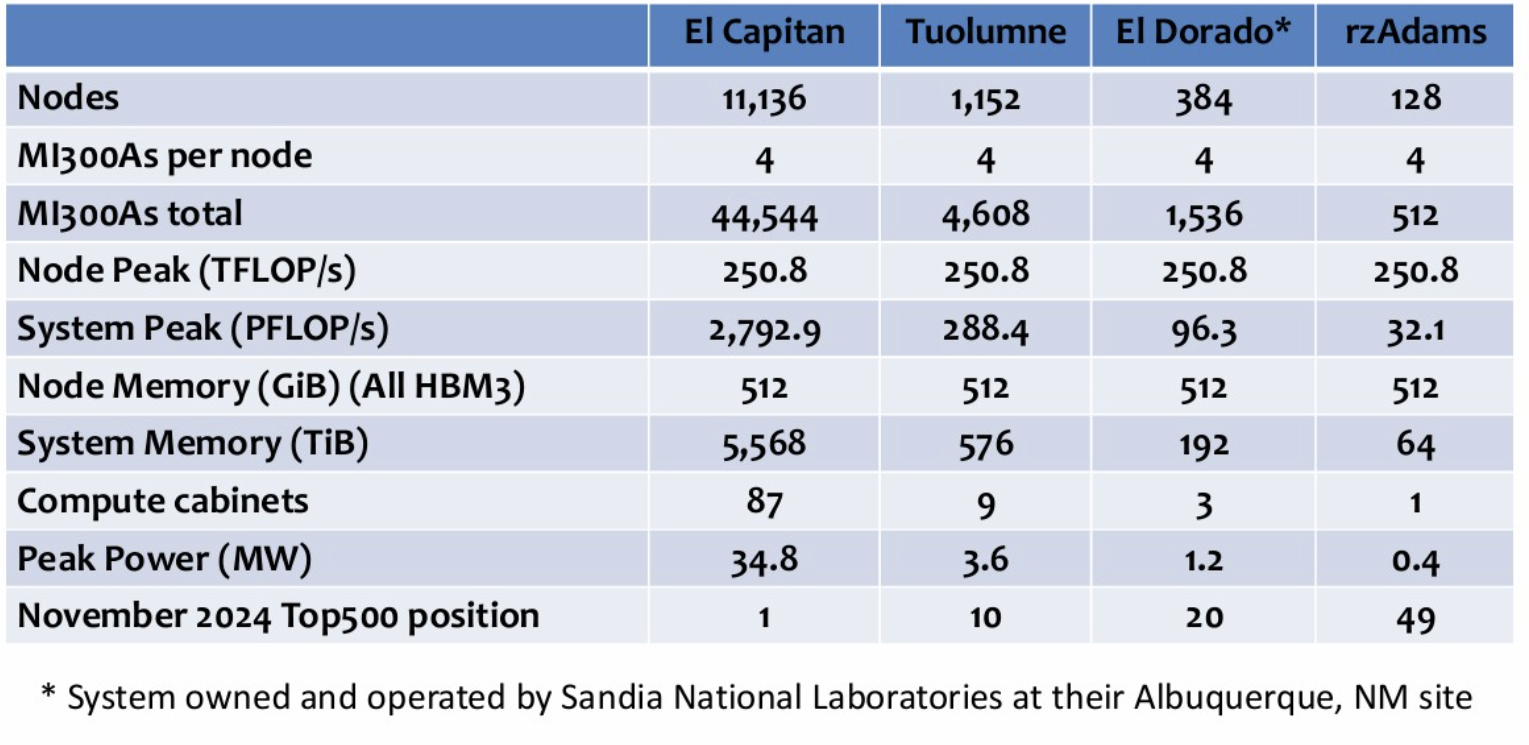 El Capitan Tuolumne El Dorado* rzAdams
Nodes 11,136 1,152 384 128
MI300As per node 4 4 4 4
MI300As total 44,544 4,608 1,536 512
Node Peak (TFLOP/s) 250.8 250.8 250.8 250.8
System Peak (PFLOP/s) 2,792.9 288.4 96.3 32.1
Node Memory (GiB) (All HBM3) 512 512 512 512
System Memory (TiB) 5,568 576 192 64
Compute cabinets 87 9 3 1
Peak Power (MW) 34.8 3.6 1.2 0.4
November 2024 Top500 position 1 10 20 49
* System owned and operated by Sandia National Laboratories at their Albuquerque, NM site